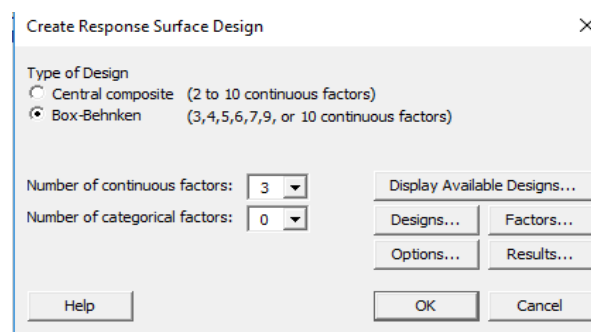 Create Response Surface Design
Type of Design
Central composite (2 to 10 continuous factors)
Box-Behnken (3,4,5,6,7,9, or 10 continuous factors)
Number of continuous factors: 3
Display Available Designs...
Number of categorical factors: 0
Designs... Factors...
Options... Results...
Help OK Cancel